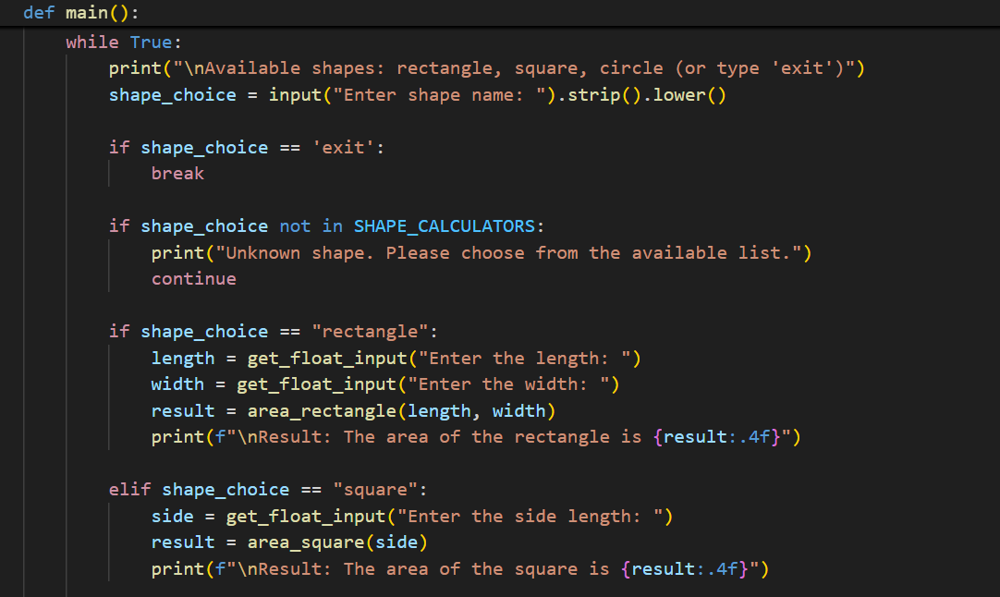 def main():
    while True:
        print("\nAvailable shapes: rectangle, square, circle (or type 'exit')")
        shape_choice = input("Enter shape name: ").strip().lower()

        if shape_choice == 'exit':
            break

        if shape_choice not in SHAPE_CALCULATORS:
            print("Unknown shape. Please choose from the available list.")
            continue

        if shape_choice == "rectangle":
            length = get_float_input("Enter the length: ")
            width = get_float_input("Enter the width: ")
            result = area_rectangle(length, width)
            print(f"\nResult: The area of the rectangle is {result:.4f}")

        elif shape_choice == "square":
            side = get_float_input("Enter the side length: ")
            result = area_square(side)
            print(f"\nResult: The area of the square is {result:.4f}")